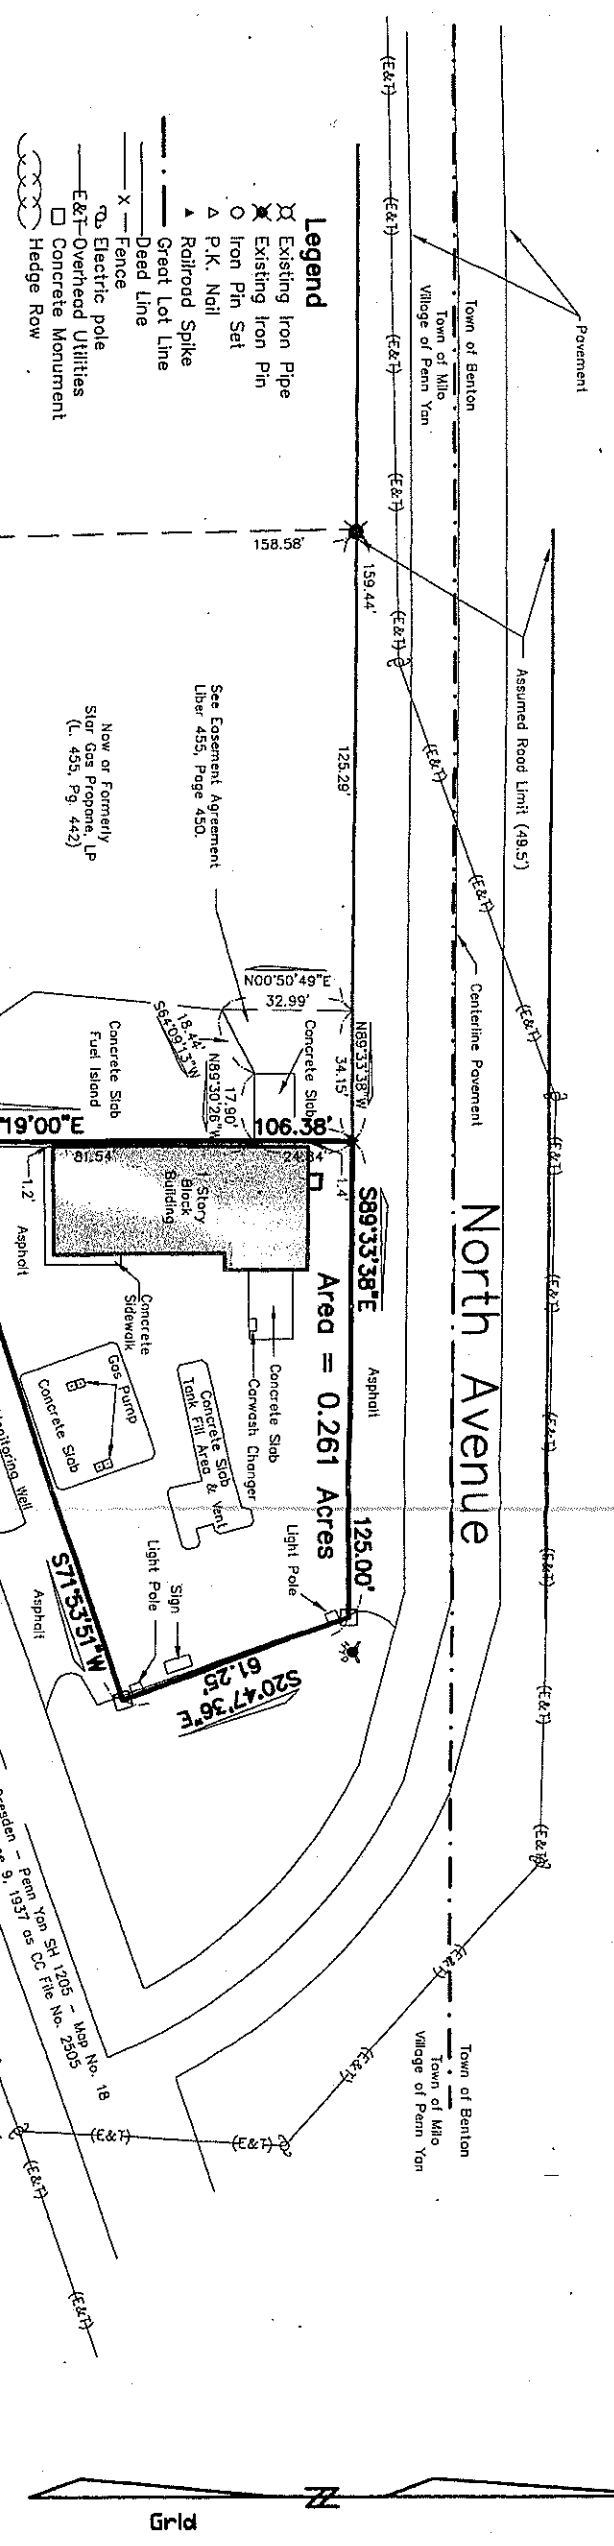 Pavement
(E&T)
(E&T)
(E&T)
(E&T)
(E&T)
(E&T)
(E&T)
(E&T)
(E&T)
(E&T)
(E&T)
(E&T)
(E&T)
(E&T)
Town of Benton
Town of Milo
Village of Penn Yan
Assumed Road Limit (49.5')
Centerline Pavement
North Avenue
Town of Benton
Town of Milo
Village of Penn Yan
Legend
Existing Iron Pipe
Existing Iron Pin
Iron Pin Set
P.K. Nail
Railroad Spike
Great Lot Line
Deed Line
X Fence
Electric pole
E&T Overhead Utilities
Concrete Monument
Hedge Row
158.58'
159.44'
125.29'
See Easement Agreement
Liber 455, Page 450.
Now or Formerly
Star Gas Propane, LP
(L. 455, Pg. 442)
N00°50'49"E
32.99'
N89°33'38"W
34.15'
Concrete Slab
18.44'
S64°09'13"W
17.90'
N89°30'26"W
Concrete Slab
Fuel Island
19'00"E
106.38'
81.54'
24.84'
1.4'
1.2'
1 Story
Block
Building
S89°33'38"E
125.00'
Area = 0.261 Acres
Asphalt
Asphalt
Concrete
Sidewalk
Concrete Slab
Carwash Changer
Gas Pump
Concrete Slab
Concrete Slab
Tank Fill Area & Vent
Light Pole
Light Pole
Sign
S20°47'36"E
61.25'
S71°53'51"W
Asphalt
Monitoring Well
Dresden - Penn Yan SH 1205 - Map No. 18
9, 1937 as CC File No. 2505
(E&T)
(E&T)
(E&T)
(E&T)
(E&T)
(E&T)
N
Grid